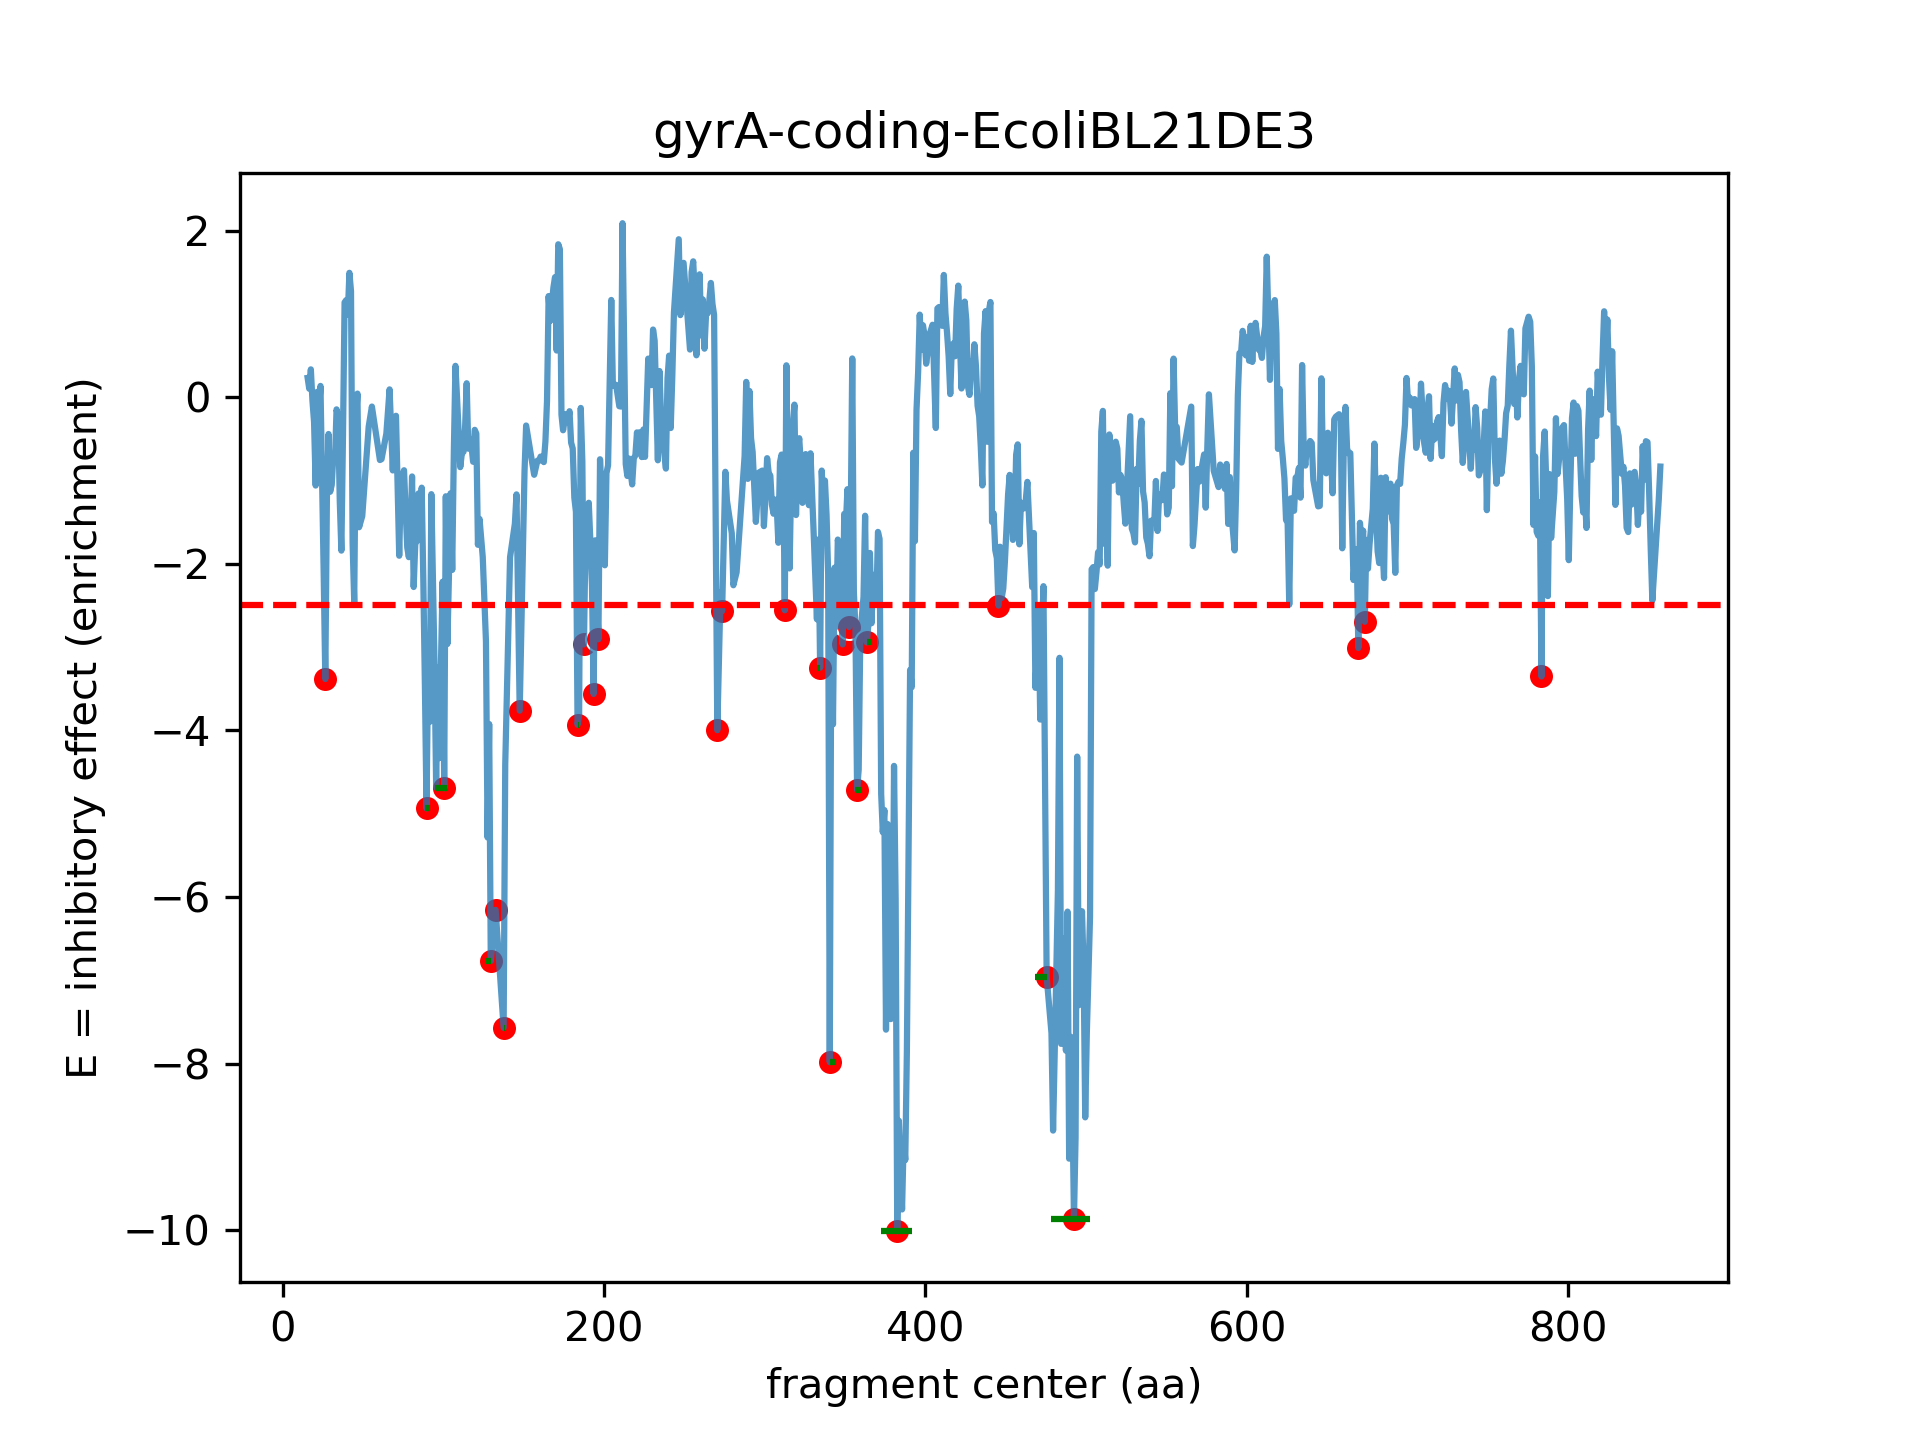 gyrA-coding-EcoliBL21DE3
E = inhibitory effect (enrichment)
2
0
−2
−4
−6
−8
−10
0 200 400 600 800
fragment center (aa)